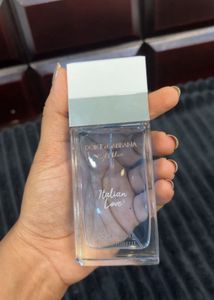 DOLCE & GABBANA
Light Blue
Italian
Love